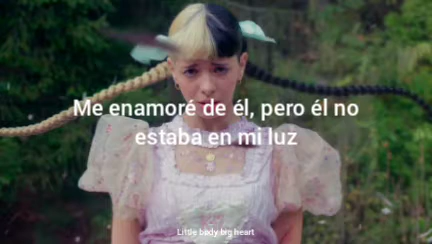 Me enamoré de él, pero él no
estaba en mi luz
Little body big heart